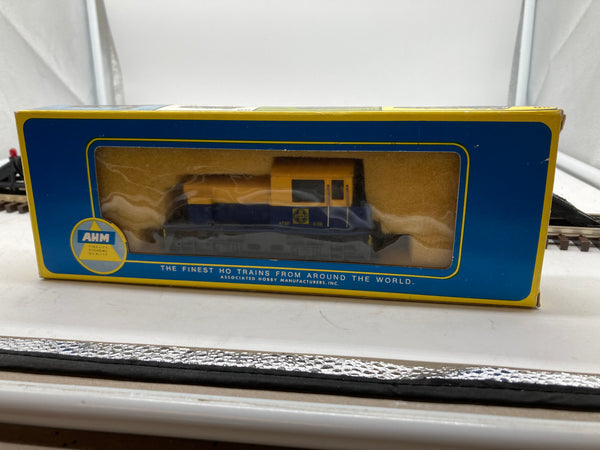 AHM
THE FINEST HO TRAINS FROM AROUND THE WORLD.
ASSOCIATED HOBBY MANUFACTURERS, INC.